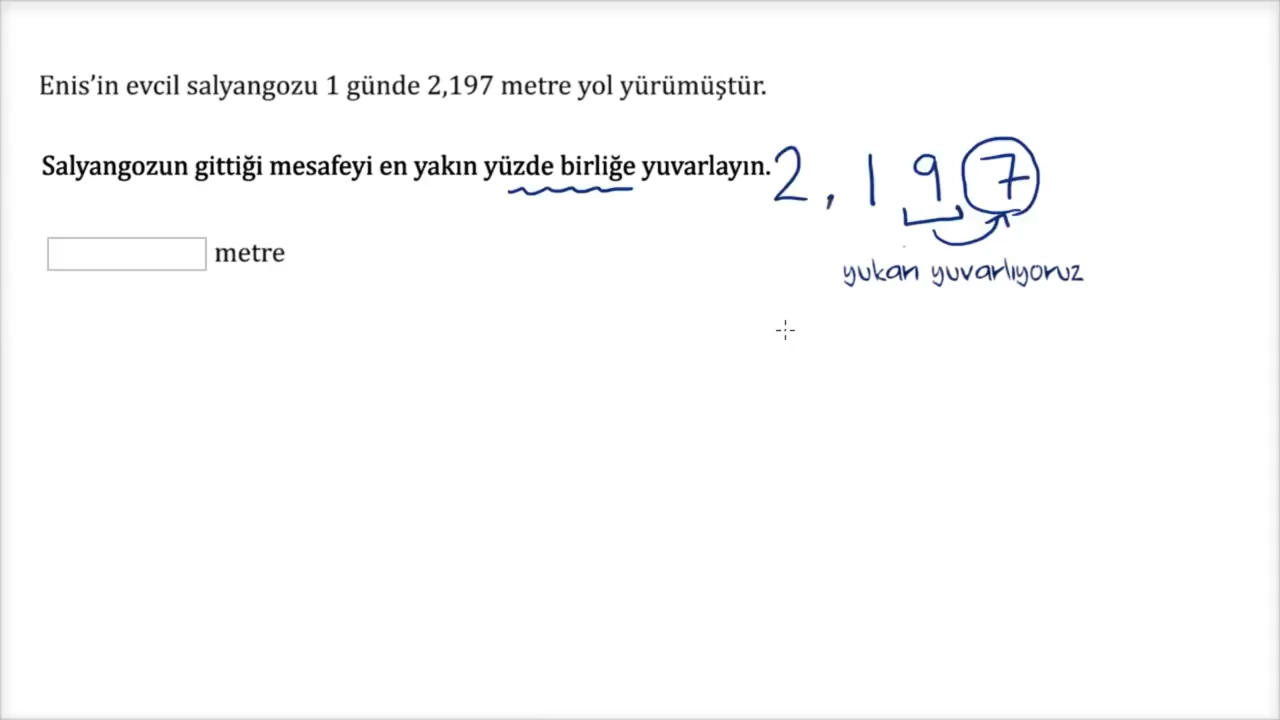 Enis’in evcil salyangozu 1 günde 2,197 metre yol yürümüştür.
Salyangozun gittiği mesafeyi en yakın yüzde birliğe yuvarlayın.
2,197
metre
yukarı yuvarlıyoruz